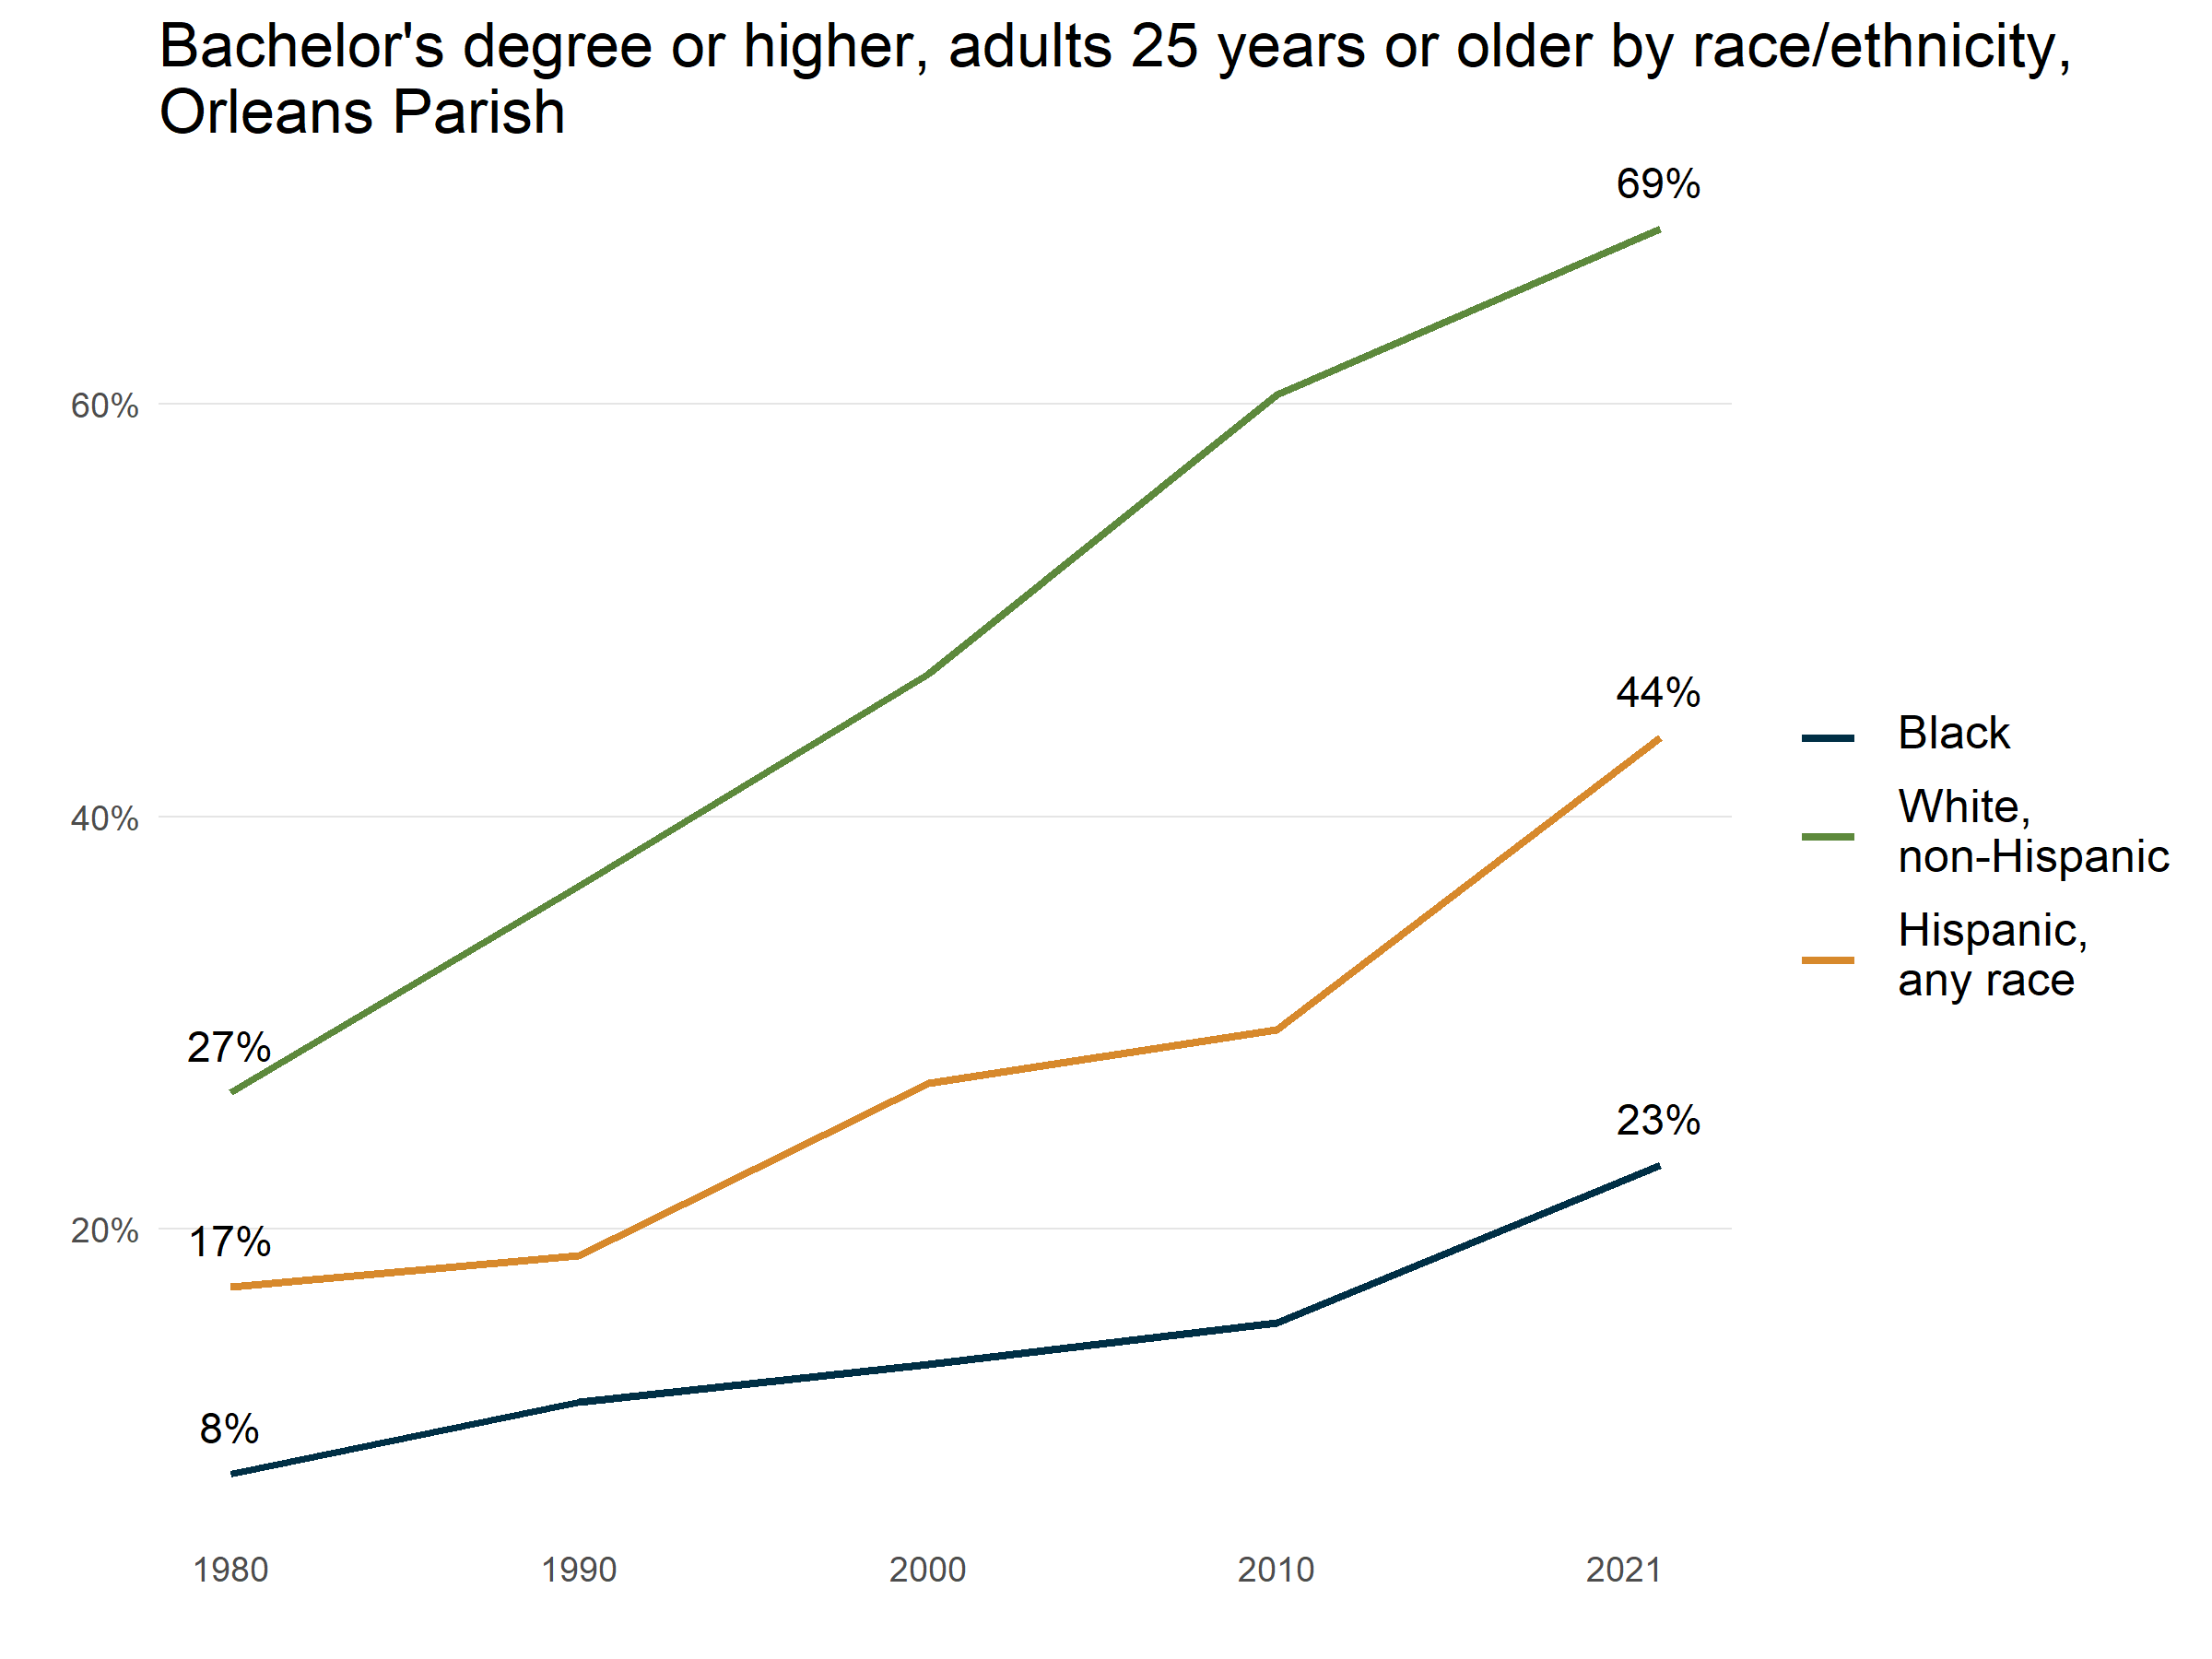 Bachelor's degree or higher, adults 25 years or older by race/ethnicity,
Orleans Parish
69%
60%
44%
Black
White,
non-Hispanic
40%
Hispanic,
any race
27%
23%
20%
17%
8%
1980 1990 2000 2010 2021